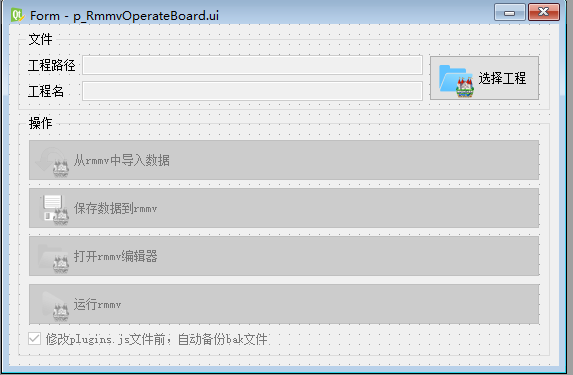 Form - p_RmmvOperateBoard.ui
文件
工程路径
工程名
选择工程
操作
从rmmv中导入数据
保存数据到rmmv
打开rmmv编辑器
运行rmmv
修改plugins.js文件前，自动备份bak文件